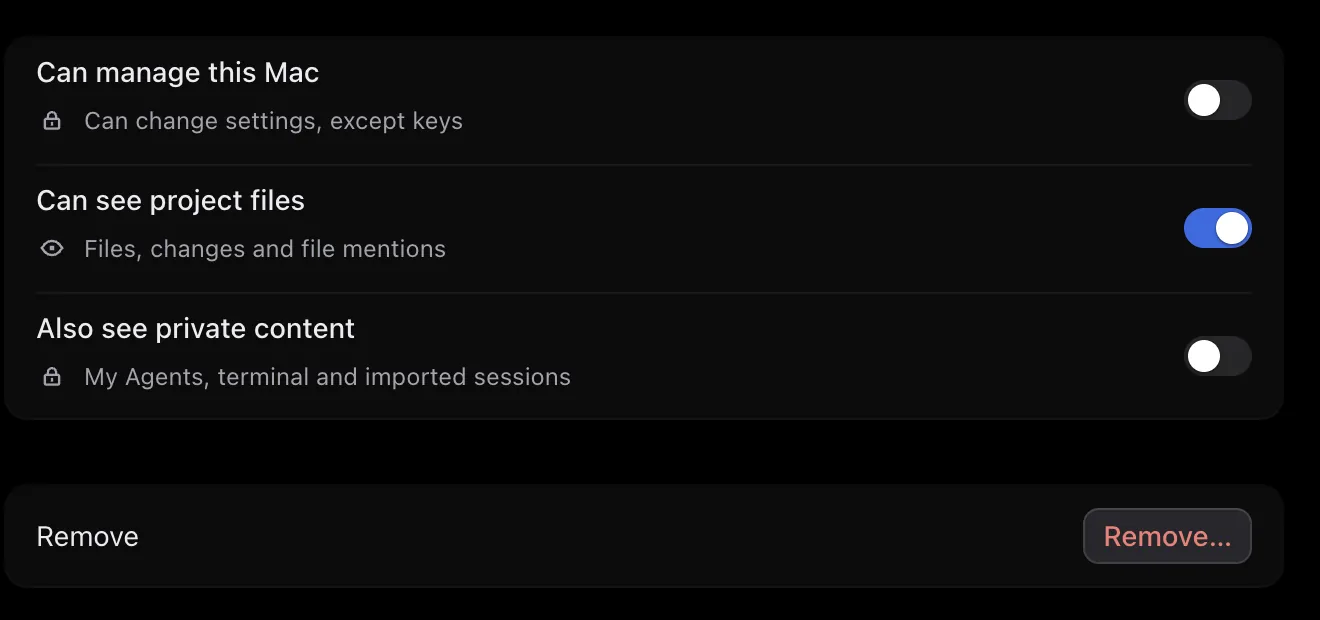 Can manage this Mac
Can change settings, except keys
Can see project files
Files, changes and file mentions
Also see private content
My Agents, terminal and imported sessions
Remove
Remove...